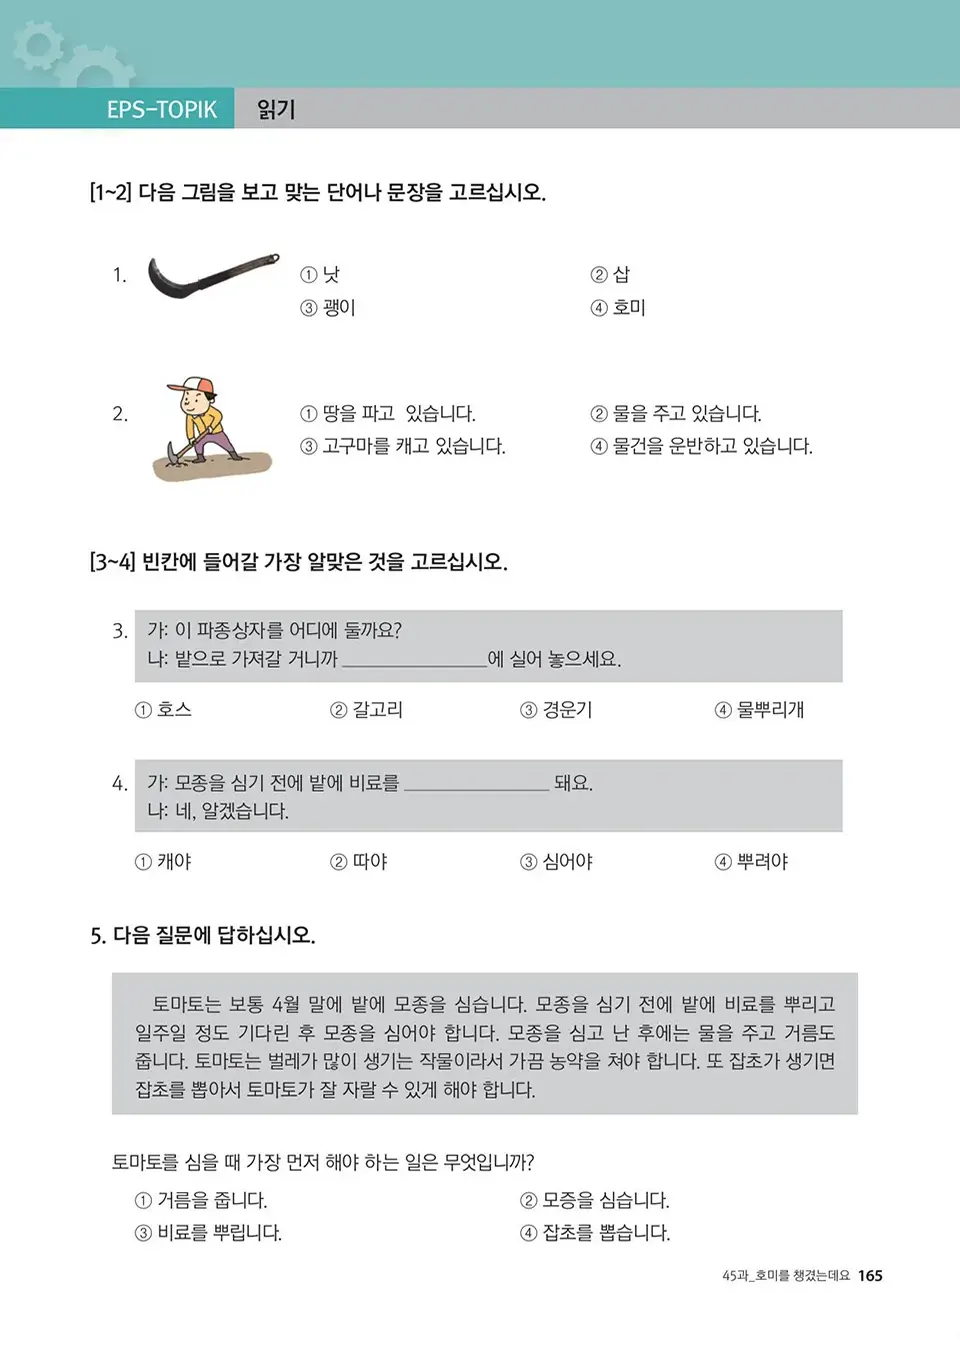 EPS-TOPIK 읽기
[1~2] 다음 그림을 보고 맞는 단어나 문장을 고르십시오.
1. ① 낫 ② 삽
③ 괭이 ④ 호미
2. ① 땅을 파고 있습니다. ② 물을 주고 있습니다.
③ 고구마를 캐고 있습니다. ④ 물건을 운반하고 있습니다.
[3~4] 빈칸에 들어갈 가장 알맞은 것을 고르십시오.
3. 가: 이 파종상자를 어디에 둘까요?
나: 밭으로 가져갈 거니까 ______________에 실어 놓으세요.
① 호스 ② 갈고리 ③ 경운기 ④ 물뿌리개
4. 가: 모종을 심기 전에 밭에 비료를 ______________ 돼요.
나: 네, 알겠습니다.
① 캐야 ② 따야 ③ 심어야 ④ 뿌려야
5. 다음 질문에 답하십시오.
토마토는 보통 4월 말에 밭에 모종을 심습니다. 모종을 심기 전에 밭에 비료를 뿌리고
일주일 정도 기다린 후 모종을 심어야 합니다. 모종을 심고 난 후에는 물을 주고 거름도
줍니다. 토마토는 벌레가 많이 생기는 작물이라서 가끔 농약을 쳐야 합니다. 또 잡초가 생기면
잡초를 뽑아서 토마토가 잘 자랄 수 있게 해야 합니다.
토마토를 심을 때 가장 먼저 해야 하는 일은 무엇입니까?
① 거름을 줍니다. ② 모증을 심습니다.
③ 비료를 뿌립니다. ④ 잡초를 뽑습니다.
45과_호미를 챙겼는데요 165